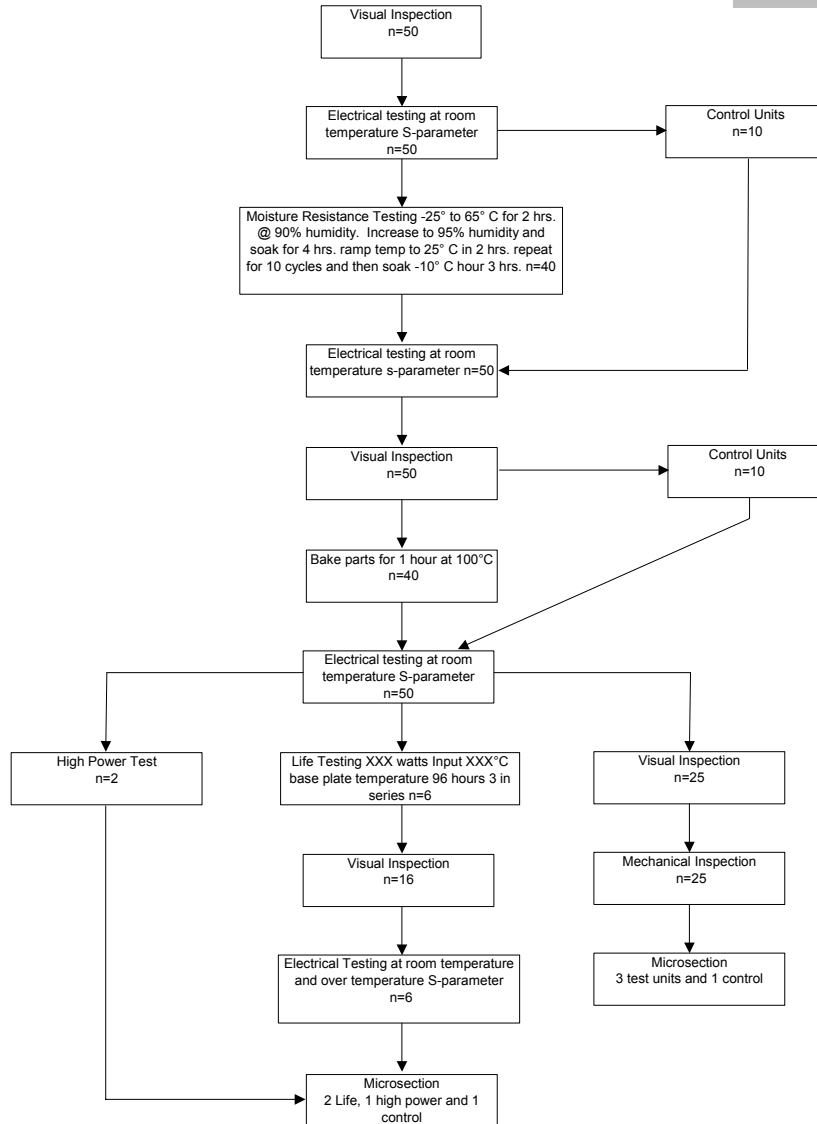 Visual Inspection
n=50
Electrical testing at room
temperature S-parameter
n=50
Control Units
n=10
Moisture Resistance Testing -25° to 65° C for 2 hrs.
@ 90% humidity.  Increase to 95% humidity and
soak for 4 hrs. ramp temp to 25° C in 2 hrs. repeat
for 10 cycles and then soak -10° C hour 3 hrs. n=40
Electrical testing at room
temperature s-parameter n=50
Visual Inspection
n=50
Control Units
n=10
Bake parts for 1 hour at 100°C
n=40
Electrical testing at room
temperature S-parameter
n=50
High Power Test
n=2
Life Testing XXX watts Input XXX°C
base plate temperature 96 hours 3 in
series n=6
Visual Inspection
n=25
Visual Inspection
n=16
Mechanical Inspection
n=25
Electrical Testing at room temperature
and over temperature S-parameter
n=6
Microsection
3 test units and 1 control
Microsection
2 Life, 1 high power and 1
control